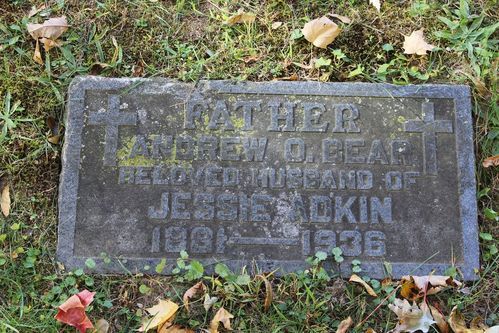 FATHER
ANDREW O. BEAR
BELOVED HUSBAND OF
JESSIE ADKIN
1881 — 1936